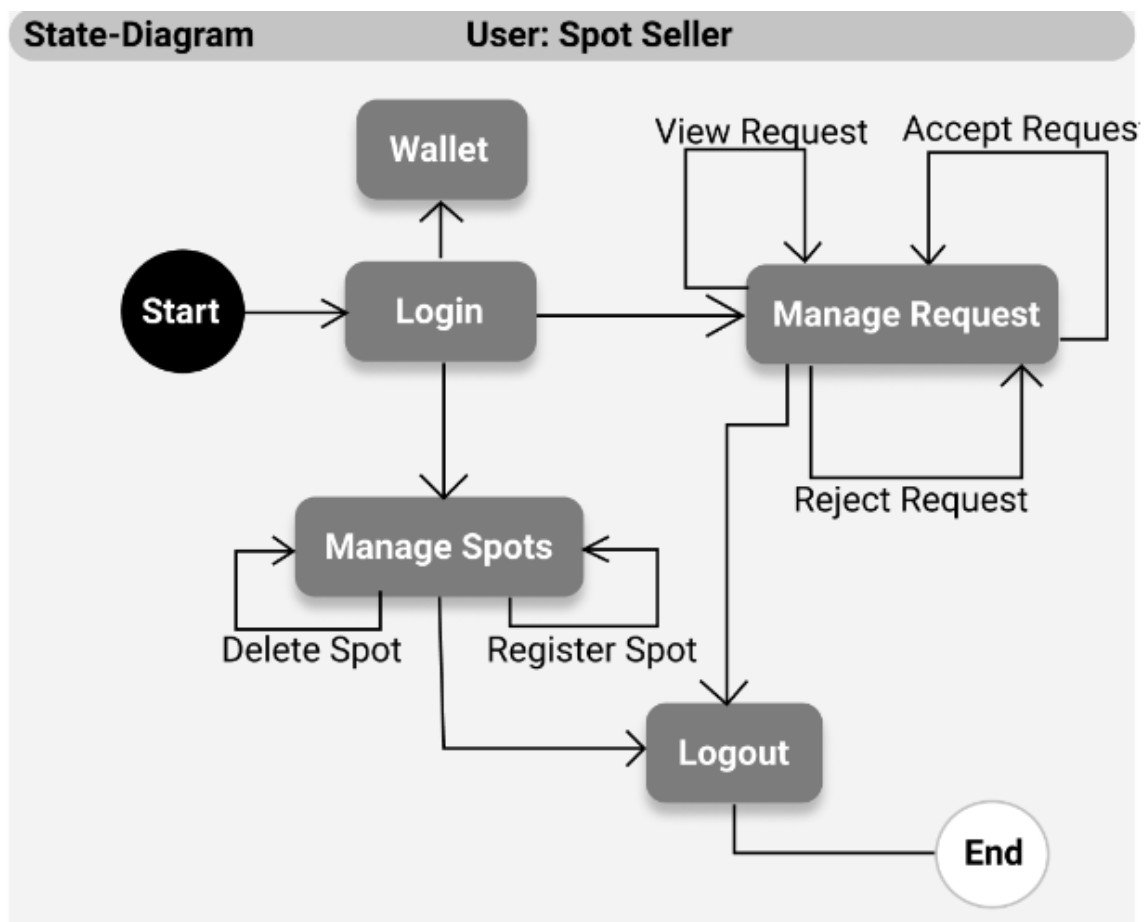 State-Diagram User: Spot Seller
Wallet
View Request
Accept Request
Start
Login
Manage Request
Reject Request
Manage Spots
Delete Spot
Register Spot
Logout
End